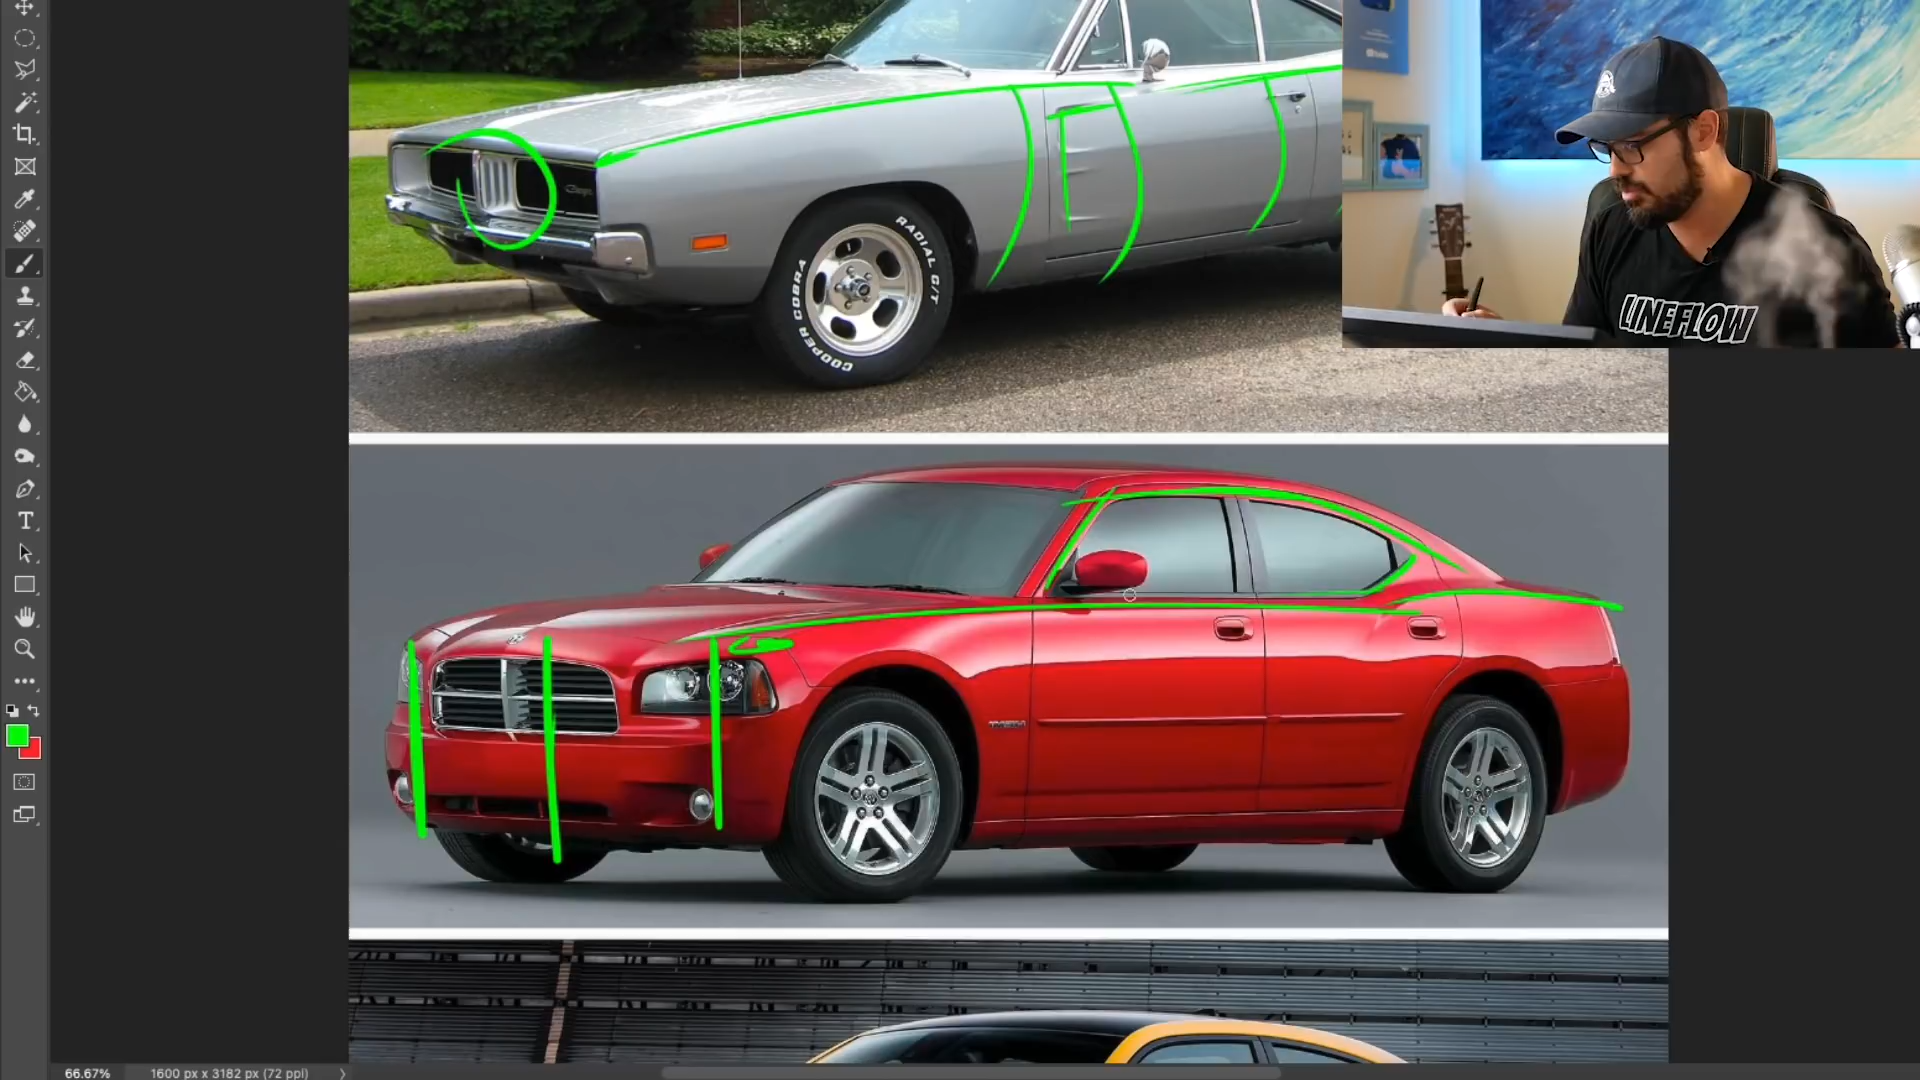 RADIAL G/T
COOPER COBRA
LINEFLOW
T
66.67%
1600 px x 3182 px (72 ppi)